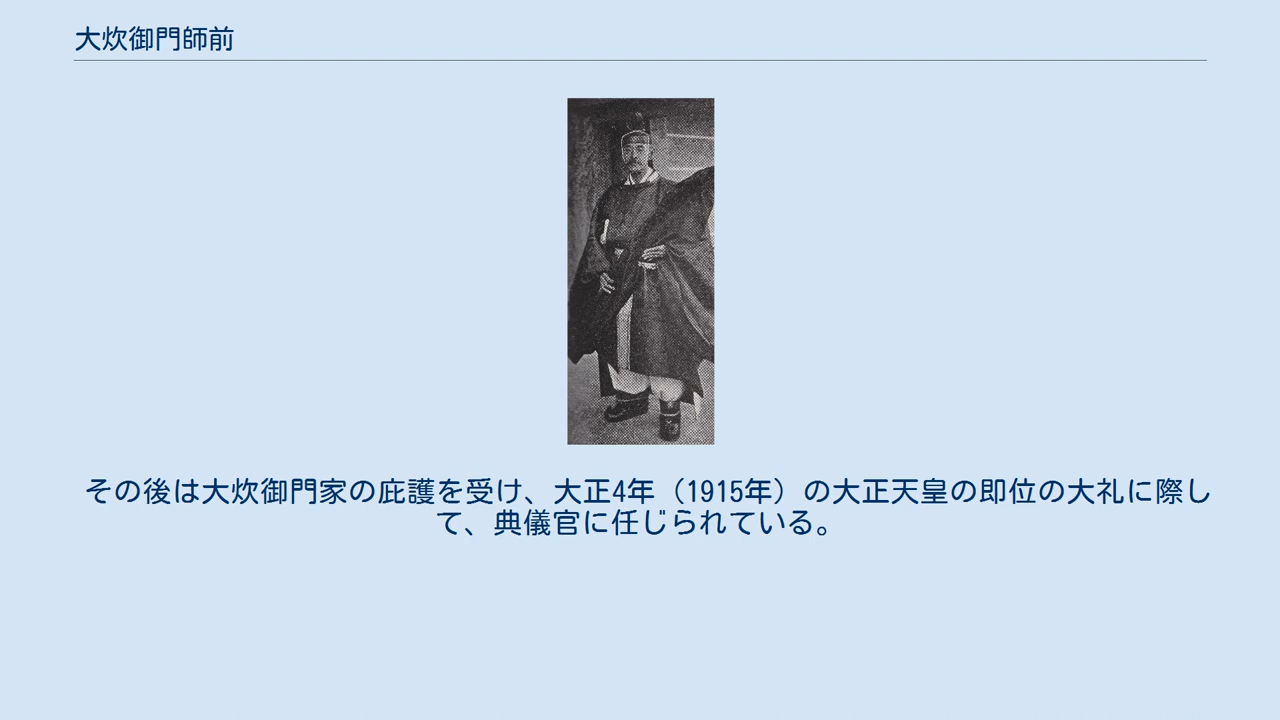 大炊御門師前
その後は大炊御門家の庇護を受け、大正4年（1915年）の大正天皇の即位の大礼に際し
て、典儀官に任じられている。